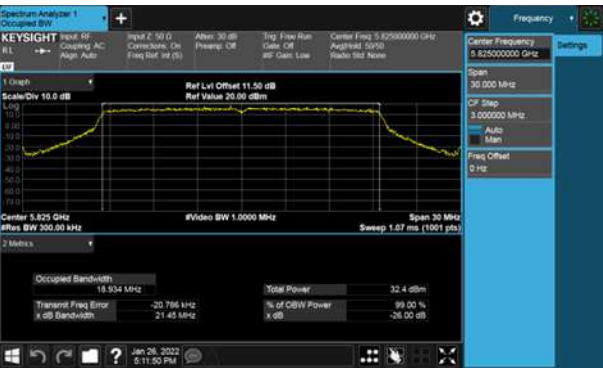 Spectrum Analyzer 1
Occupied BW
+
Frequency
KEYSIGHT
RL
Input: RF
Coupling: AC
Align: Auto
Input Z: 50 Ω
Corrections: On
Freq Ref: Int (S)
Atten: 30 dB
Preamp: Off
Trig: Free Run
Gate: Off
#IF Gain: Low
Center Freq: 5.825000000 GHz
Avg|Hold: 50/50
Radio Std: None
Center Frequency
5.825000000 GHz
Settings
Span
30.000 MHz
CF Step
3.000000 MHz
Auto
Man
Freq Offset
0 Hz
1 Graph
Scale/Div 10.0 dB
Ref Lvl Offset 11.50 dB
Ref Value 20.00 dBm
Log
10.0
0.00
-10.0
-20.0
-30.0
-40.0
-50.0
-60.0
-70.0
Center 5.825 GHz
#Res BW 300.00 kHz
#Video BW 1.0000 MHz
Span 30 MHz
Sweep 1.07 ms (1001 pts)
2 Metrics
Occupied Bandwidth
18.934 MHz
Total Power 32.4 dBm
Transmit Freq Error -20.786 kHz
% of OBW Power 99.00 %
x dB Bandwidth 21.45 MHz
x dB -26.00 dB
?
Jan 26, 2022
5:11:50 PM